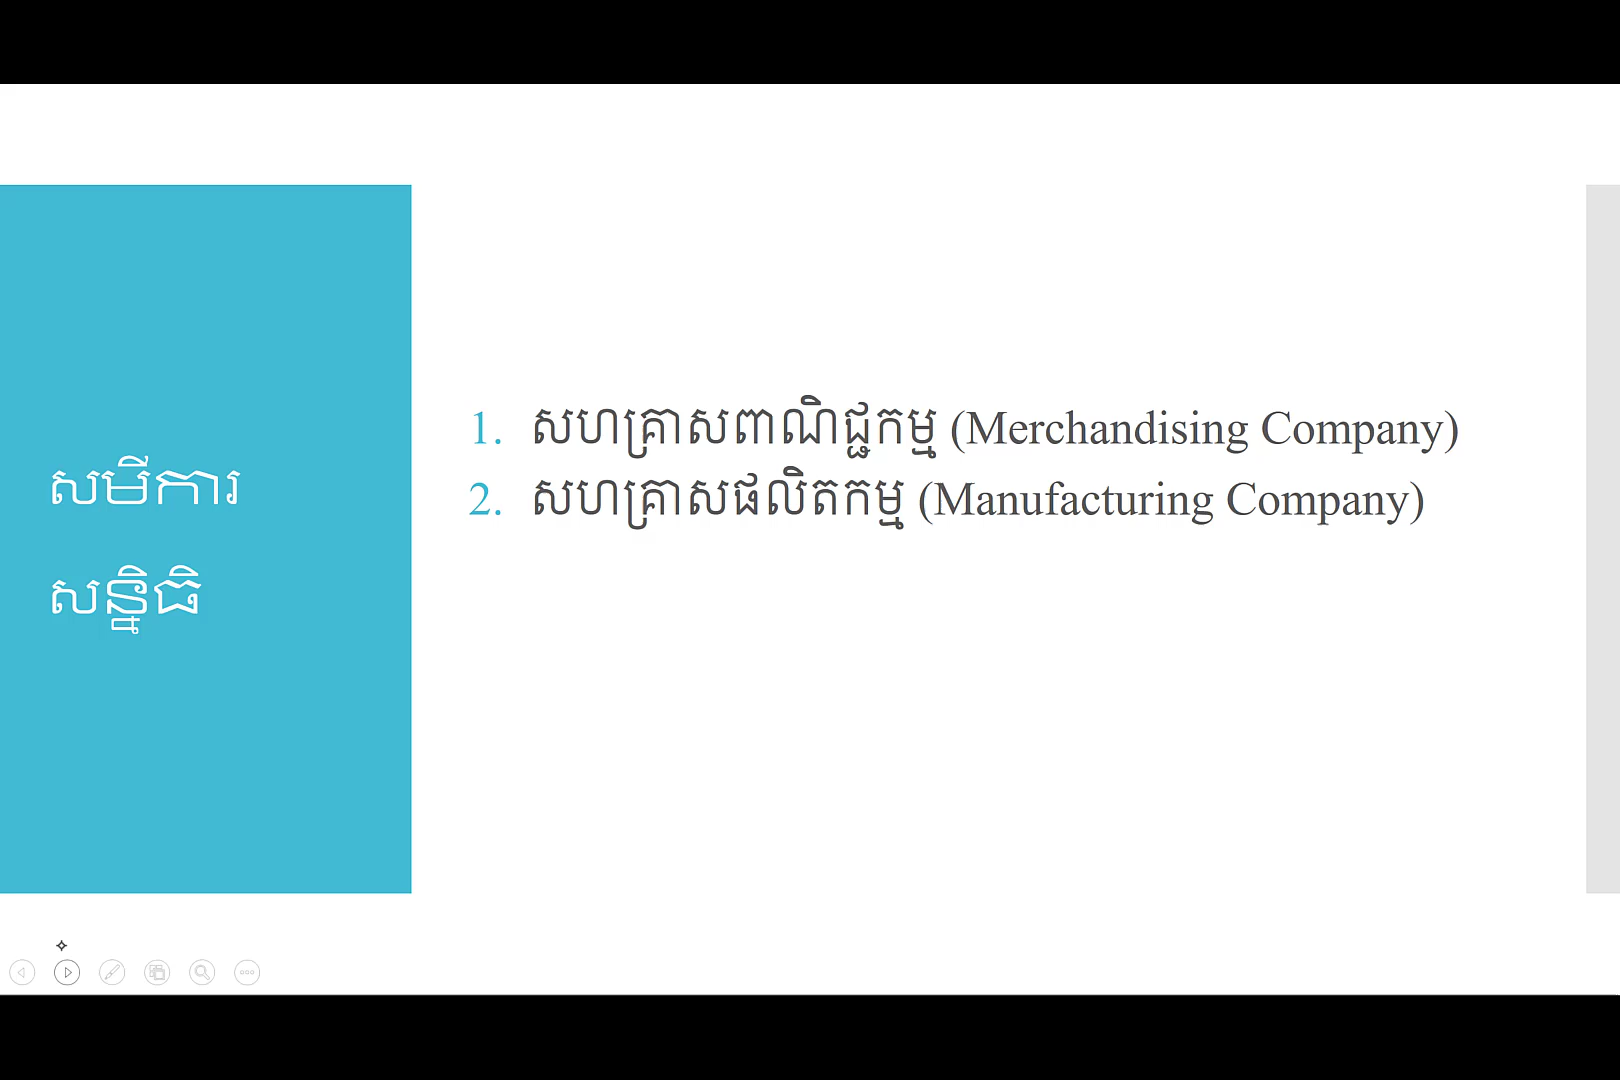 សមីការ
សន្និធិ
1. សហគ្រាសពាណិជ្ជកម្ម (Merchandising Company)
2. សហគ្រាសផលិតកម្ម (Manufacturing Company)